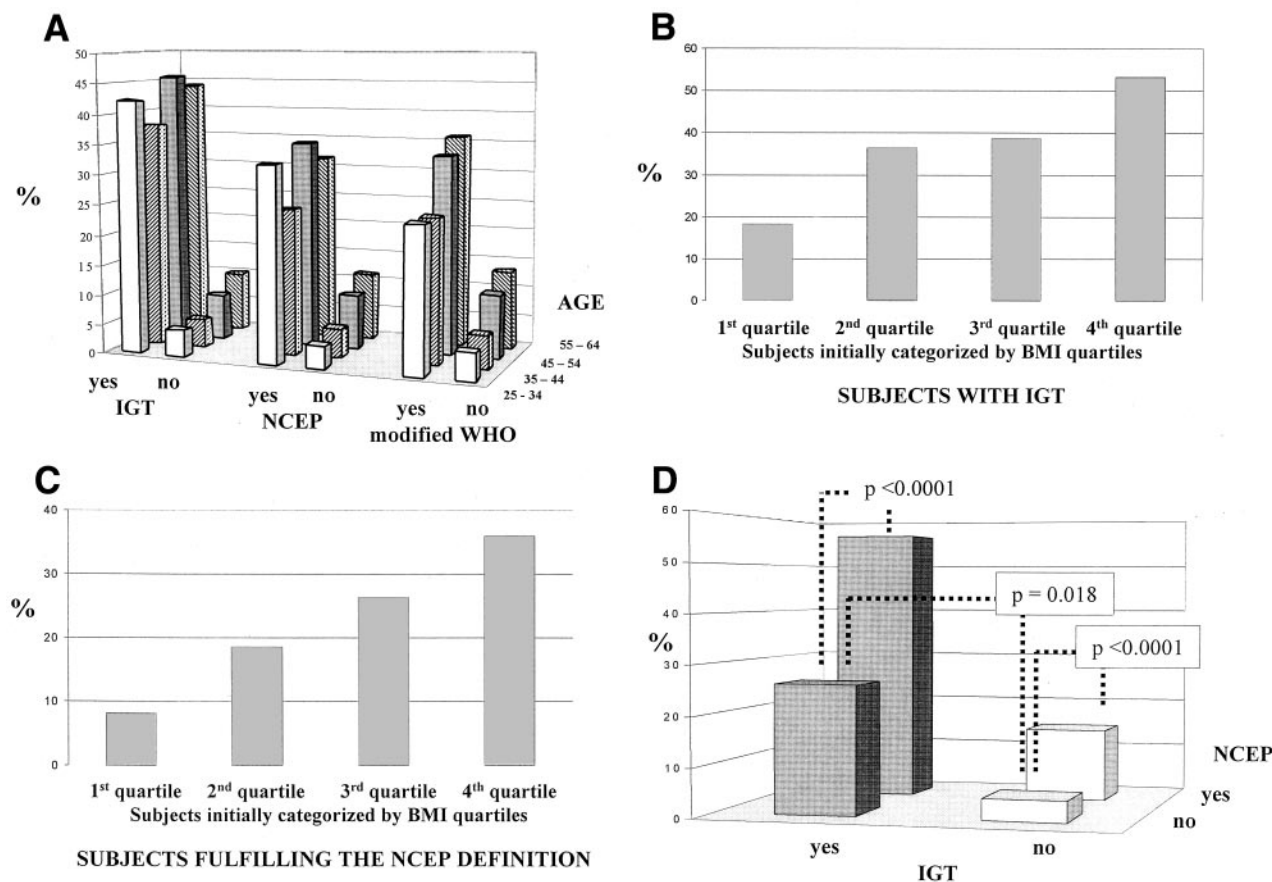 A
50
45
40
35
30
25
20
15
10
5
0
%
AGE
55 – 64
45 – 54
35 – 44
25 - 34
yes no
IGT
yes no
NCEP
yes no
modified WHO
B
60
50
40
30
20
10
0
%
1st quartile 2nd quartile 3rd quartile 4th quartile
Subjects initially categorized by BMI quartiles
SUBJECTS WITH IGT
C
40
30
20
10
0
%
1st quartile 2nd quartile 3rd quartile 4th quartile
Subjects initially categorized by BMI quartiles
SUBJECTS FULFILLING THE NCEP DEFINITION
D
p <0.0001
60
50
40
30
20
10
0
%
p = 0.018
p <0.0001
NCEP
yes
no
yes no
IGT